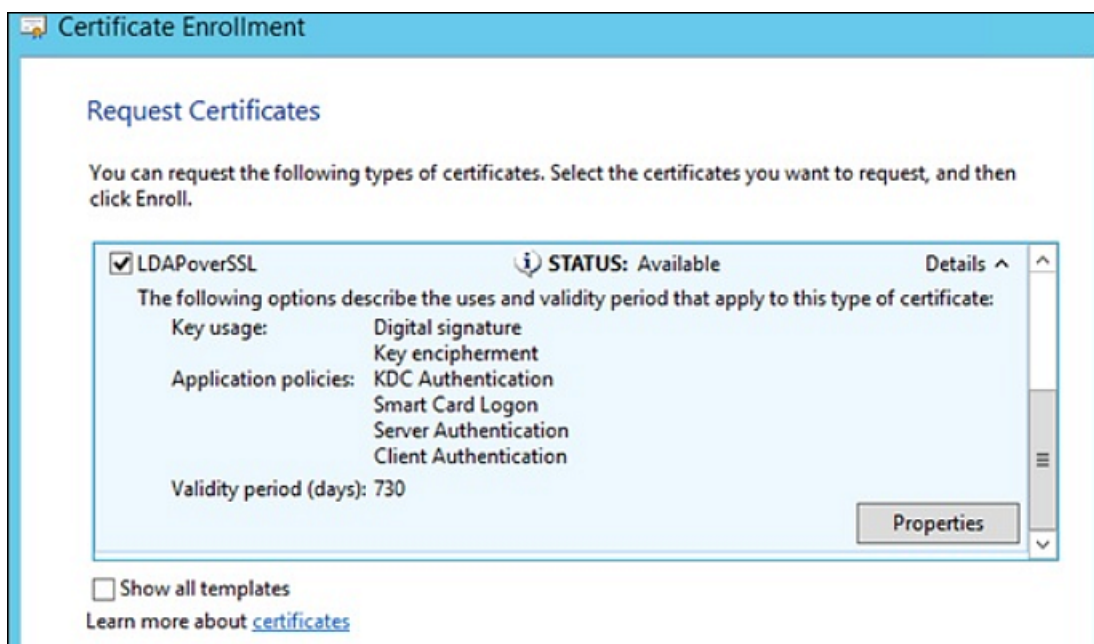 Certificate Enrollment
Request Certificates
You can request the following types of certificates. Select the certificates you want to request, and then
click Enroll.
LDAPoverSSL STATUS: Available Details
The following options describe the uses and validity period that apply to this type of certificate:
Key usage: Digital signature
Key encipherment
Application policies: KDC Authentication
Smart Card Logon
Server Authentication
Client Authentication
Validity period (days): 730
Properties
Show all templates
Learn more about certificates